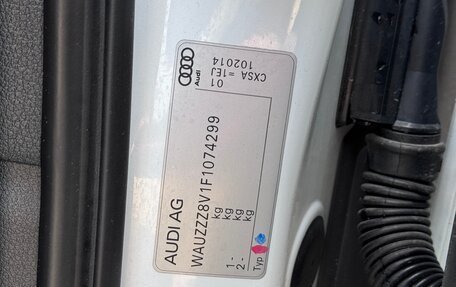 AUDI AG
WAUZZZ8V1F1074299
kg
kg
1- kg
2- kg
Typ
01
CXSA = 1EJ
102014
Audi